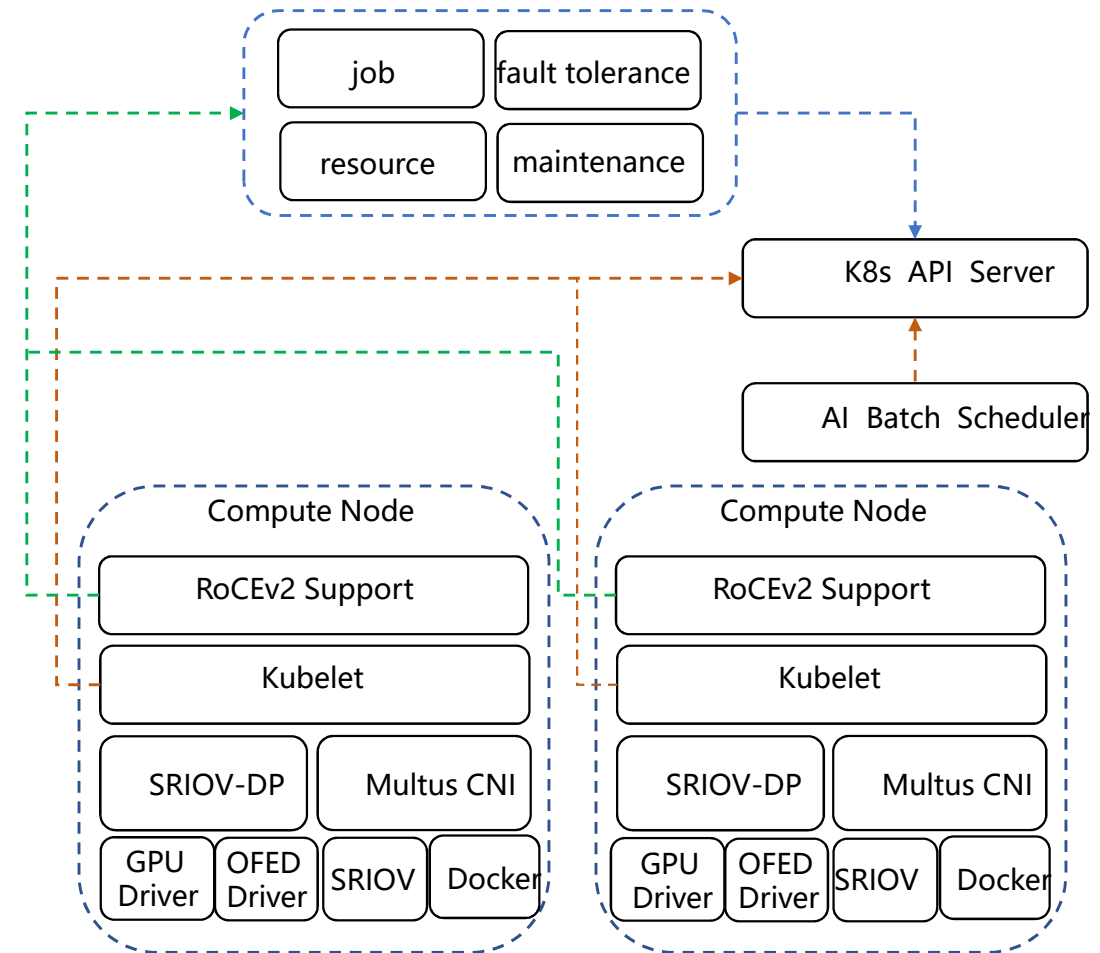 job
fault tolerance
resource
maintenance
K8s API Server
AI Batch Scheduler
Compute Node
RoCEv2 Support
Kubelet
SRIOV-DP
Multus CNI
GPU
Driver
OFED
Driver
SRIOV
Docker
Compute Node
RoCEv2 Support
Kubelet
SRIOV-DP
Multus CNI
GPU
Driver
OFED
Driver
SRIOV
Docker